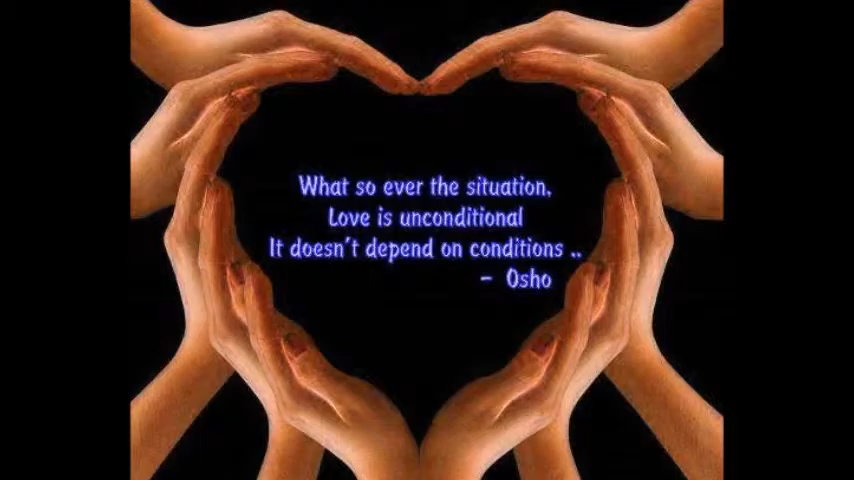 What so ever the situation,
Love is unconditional
It doesn't depend on conditions ..
- Osho